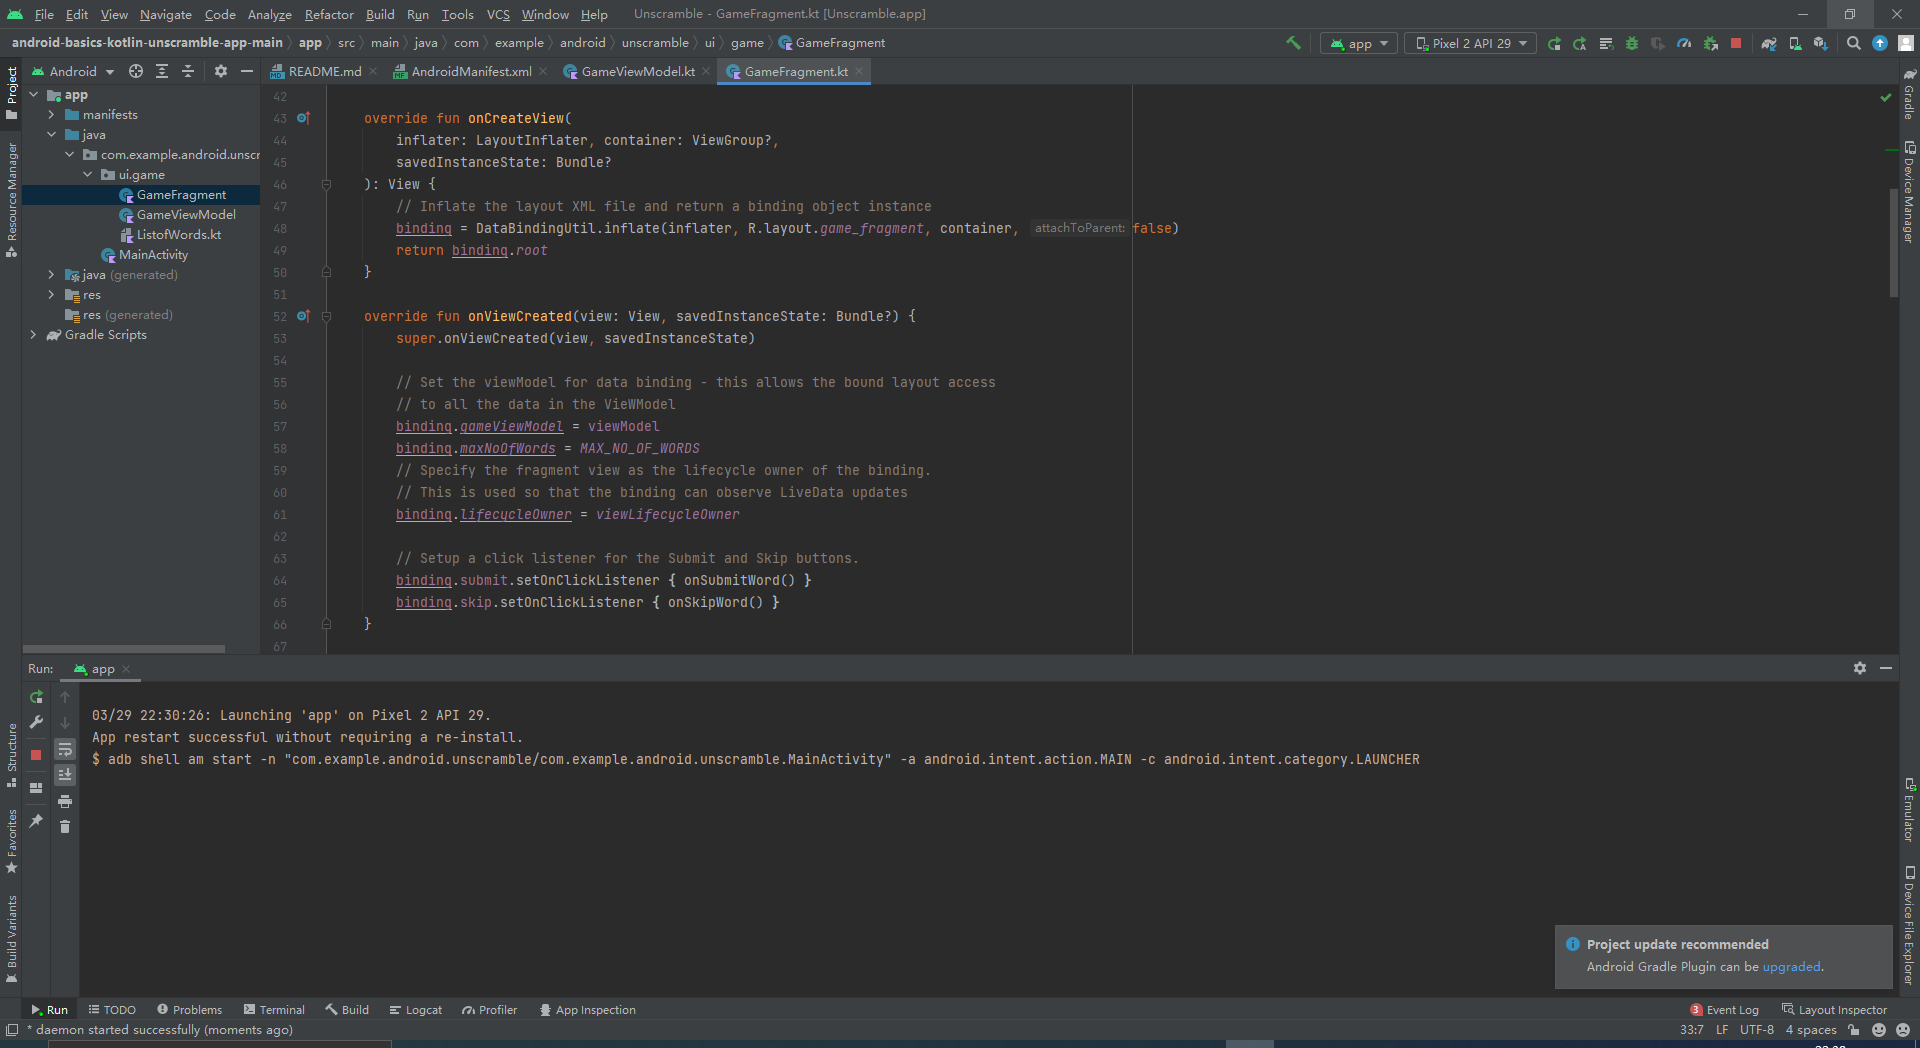 File Edit View Navigate Code Analyze Refactor Build Run Tools VCS Window Help Unscramble - GameFragment.kt [Unscramble.app]
android-basics-kotlin-unscramble-app-main app src main java com example android unscramble ui game GameFragment app Pixel 2 API 29
Android README.md AndroidManifest.xml GameViewModel.kt GameFragment.kt
Project
Resource Manager
Structure
Favorites
Build Variants
app
manifests
java
com.example.android.unscr
ui.game
GameFragment
GameViewModel
ListofWords.kt
MainActivity
java (generated)
res
res (generated)
Gradle Scripts
42
43 override fun onCreateView(
44 inflater: LayoutInflater, container: ViewGroup?,
45 savedInstanceState: Bundle?
46 ): View {
47 // Inflate the layout XML file and return a binding object instance
48 binding = DataBindingUtil.inflate(inflater, R.layout.game_fragment, container, attachToParent: false)
49 return binding.root
50 }
51
52 override fun onViewCreated(view: View, savedInstanceState: Bundle?) {
53 super.onViewCreated(view, savedInstanceState)
54
55 // Set the viewModel for data binding - this allows the bound layout access
56 // to all the data in the VieWModel
57 binding.gameViewModel = viewModel
58 binding.maxNoOfWords = MAX_NO_OF_WORDS
59 // Specify the fragment view as the lifecycle owner of the binding.
60 // This is used so that the binding can observe LiveData updates
61 binding.lifecycleOwner = viewLifecycleOwner
62
63 // Setup a click listener for the Submit and Skip buttons.
64 binding.submit.setOnClickListener { onSubmitWord() }
65 binding.skip.setOnClickListener { onSkipWord() }
66 }
67
Gradle
Device Manager
Emulator
Device File Explorer
Run: app
03/29 22:30:26: Launching 'app' on Pixel 2 API 29.
App restart successful without requiring a re-install.
$ adb shell am start -n "com.example.android.unscramble/com.example.android.unscramble.MainActivity" -a android.intent.action.MAIN -c android.intent.category.LAUNCHER
Project update recommended
Android Gradle Plugin can be upgraded.
Run TODO Problems Terminal Build Logcat Profiler App Inspection 3 Event Log Layout Inspector
* daemon started successfully (moments ago) 33:7 LF UTF-8 4 spaces